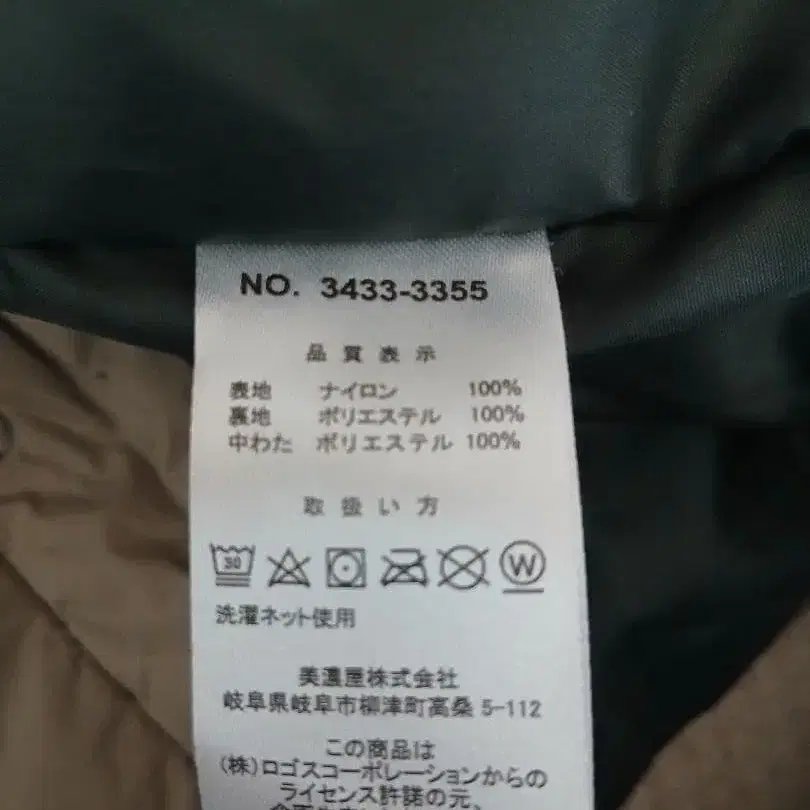 NO. 3433-3355
品質表示
表地 ナイロン 100%
裏地 ポリエステル 100%
中わた ポリエステル 100%
取扱い方
30 W
洗濯ネット使用
美濃屋株式会社
岐阜県岐阜市柳津町高桑 5-112
この商品は
(株)ロゴスコーポレーションからの
ライセンス許諾の元、